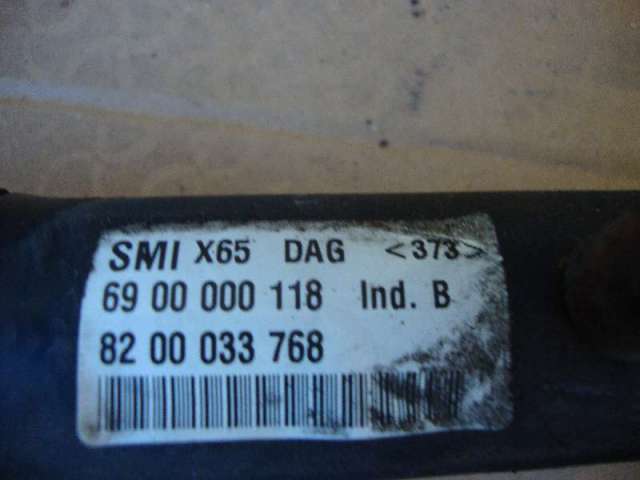 SMI X65 DAG <373>
69 00 000 118 Ind. B
82 00 033 768